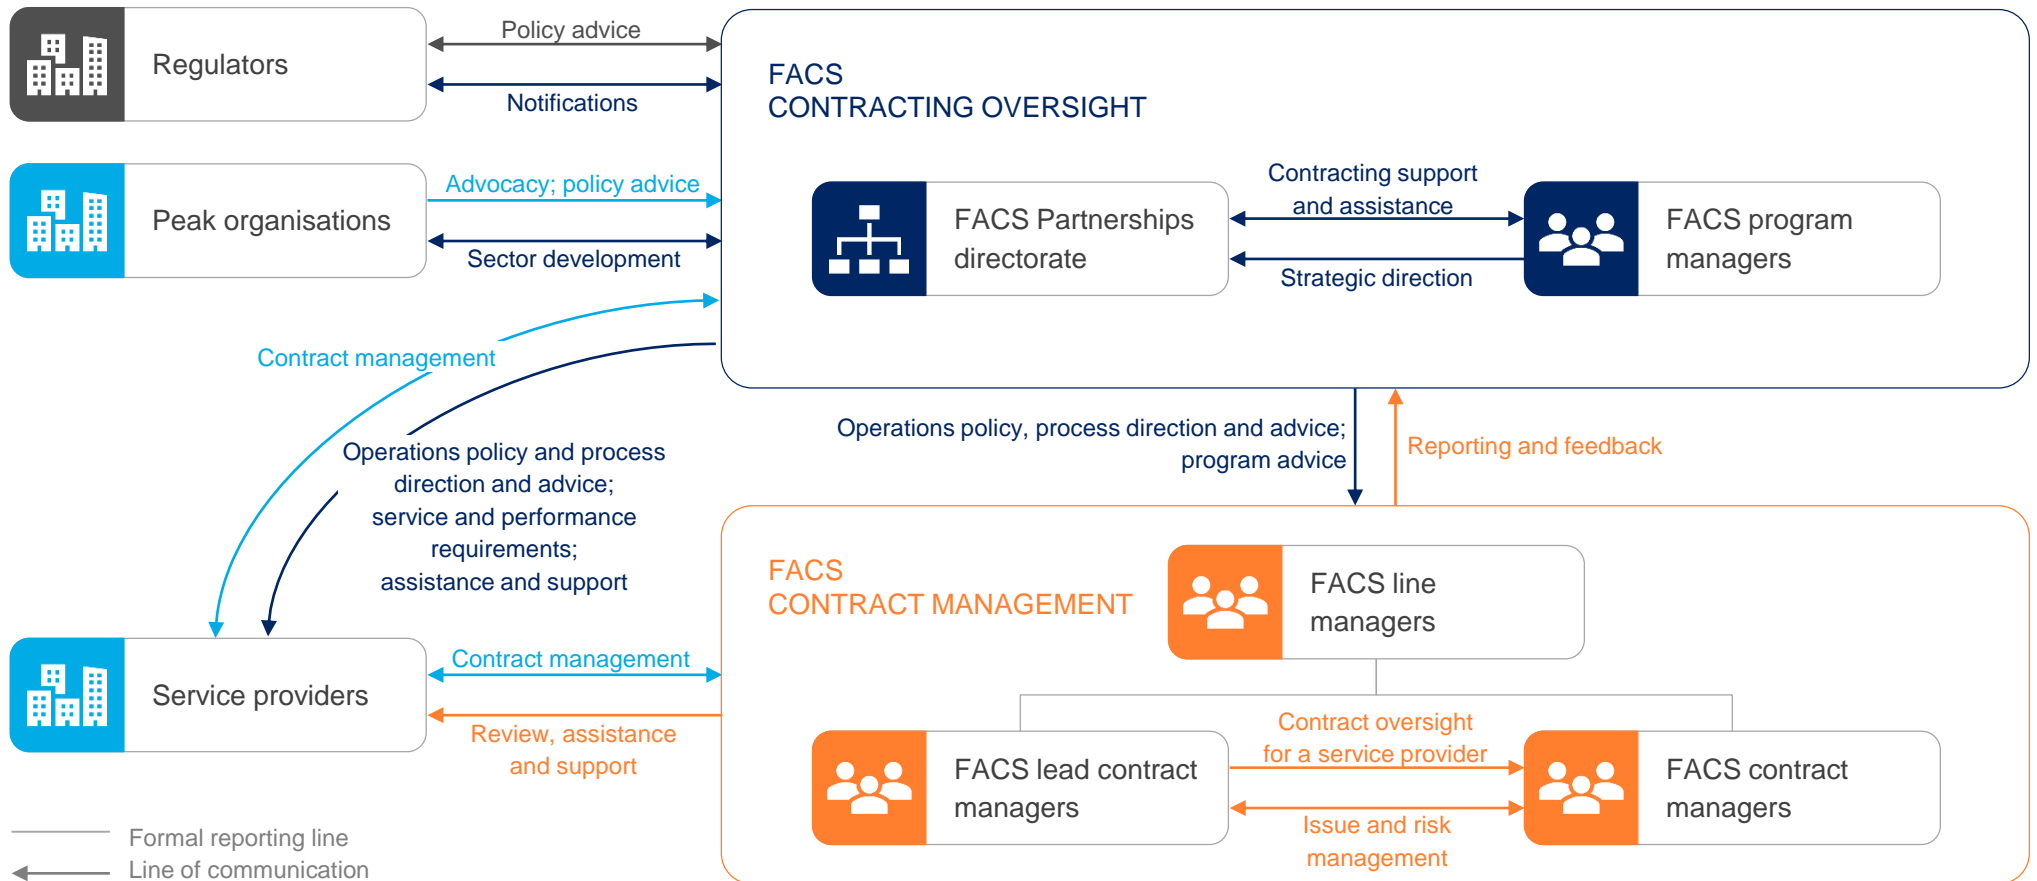 Regulators
Policy advice
Notifications
Peak organisations
Advocacy; policy advice
Sector development
FACS
CONTRACTING OVERSIGHT
FACS Partnerships
directorate
Contracting support
and assistance
Strategic direction
FACS program
managers
Contract management
Operations policy and process
direction and advice;
service and performance
requirements;
assistance and support
Operations policy, process direction and advice;
program advice
Reporting and feedback
Service providers
Contract management
Review, assistance
and support
FACS
CONTRACT MANAGEMENT
FACS line
managers
FACS lead contract
managers
Contract oversight
for a service provider
Issue and risk
management
FACS contract
managers
Formal reporting line
Line of communication